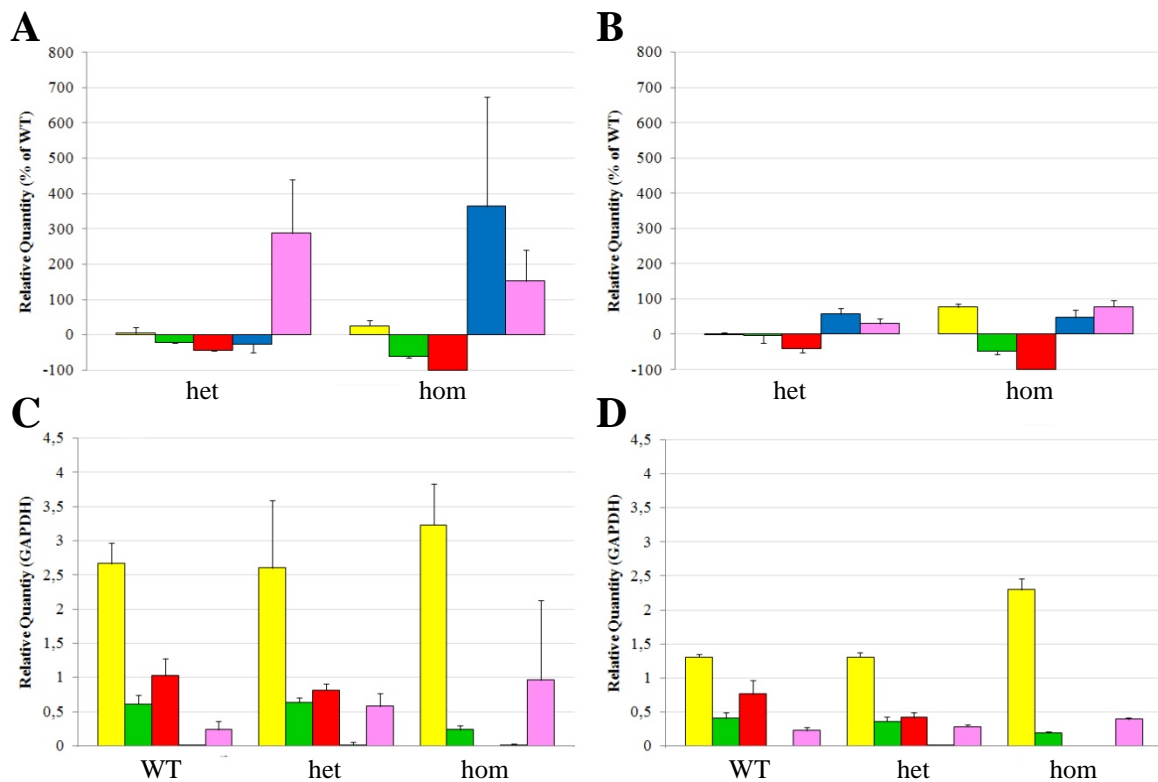 A
B
Relative Quantity (% of WT)
800
700
600
500
400
300
200
100
0
-100
het
hom
Relative Quantity (% of WT)
800
700
600
500
400
300
200
100
0
-100
het
hom
C
D
Relative Quantity (GAPDH)
4,5
4
3,5
3
2,5
2
1,5
1
0,5
0
WT
het
hom
Relative Quantity (GAPDH)
4,5
4
3,5
3
2,5
2
1,5
1
0,5
0
WT
het
hom